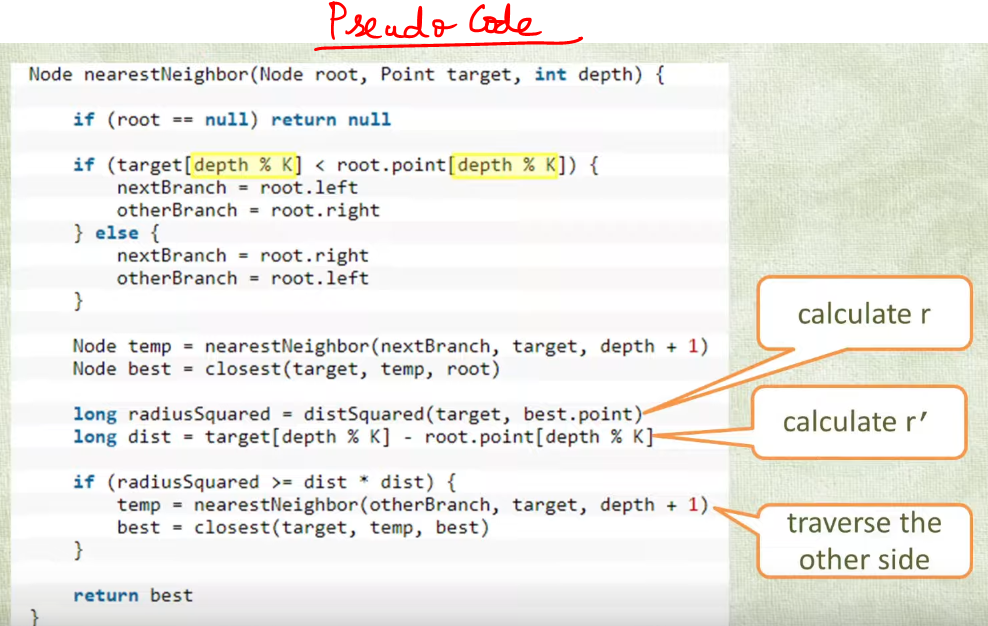 Pseudo Code
Node nearestNeighbor(Node root, Point target, int depth) {
if (root == null) return null
if (target[depth % K] < root.point[depth % K]) {
nextBranch = root.left
otherBranch = root.right
} else {
nextBranch = root.right
otherBranch = root.left
}
Node temp = nearestNeighbor(nextBranch, target, depth + 1)
Node best = closest(target, temp, root)
long radiusSquared = distSquared(target, best.point)
long dist = target[depth % K] - root.point[depth % K]
if (radiusSquared >= dist * dist) {
temp = nearestNeighbor(otherBranch, target, depth + 1)
best = closest(target, temp, best)
}
return best
}
calculate r
calculate r′
traverse the
other side